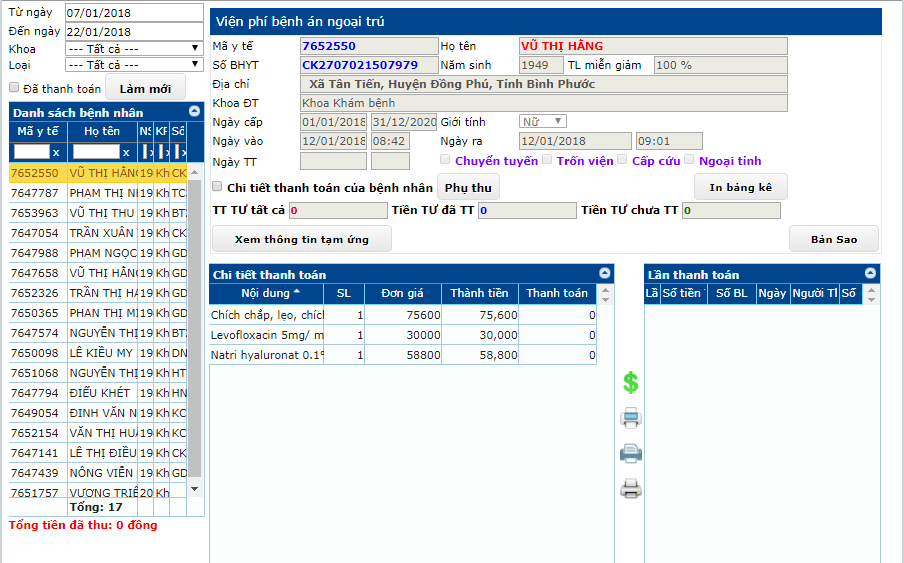 Từ ngày 07/01/2018
Đến ngày 22/01/2018
Khoa --- Tất cả ---
Loại --- Tất cả ---
Đã thanh toán Làm mới
Danh sách bệnh nhân
Mã y tế Họ tên NS Số
x x
7652550 VŨ THỊ HẰNG 19 Kh CK
7647787 PHẠM THỊ 19 Kh TC
7653963 VŨ THỊ THU 19 Kh BT
7647054 TRẦN XUÂN 19 Kh CK
7647988 PHẠM NGỌC 19 Kh GD
7647658 VŨ THỊ HẰNG 19 Kh GD
7652326 TRẦN THỊ 19 Kh GD
7650365 PHAN THỊ 19 Kh GD
7647574 NGUYỄN THỊ 19 Kh BT
7650098 LÊ KIỀU MY 19 Kh DN
7651068 NGUYỄN THỊ 19 Kh HT
7647794 ĐIỂU KHÉT 19 Kh HN
7649054 ĐINH VĂN 19 Kh KC
7652154 VĂN THỊ 19 Kh KC
7647141 LÊ THỊ ĐIỀU 19 Kh CK
7647439 NÔNG VIỄN 19 Kh GD
7651757 VƯƠNG 20 Kh
Tổng: 17
Tổng tiền đã thu: 0 đồng
Viện phí bệnh án ngoại trú
Mã y tế 7652550 Họ tên VŨ THỊ HẰNG
Số BHYT CK2707021507979 Năm sinh 1949 TL miễn giảm 100 %
Địa chỉ Xã Tân Tiến, Huyện Đồng Phú, Tỉnh Bình Phước
Khoa ĐT Khoa Khám bệnh
Ngày cấp 01/01/2018 31/12/2020 Giới tính Nữ
Ngày vào 12/01/2018 08:42 Ngày ra 12/01/2018 09:01
Ngày TT Chuyển tuyến Trốn viện Cấp cứu Ngoại tỉnh
Chi tiết thanh toán của bệnh nhân Phụ thu In bảng kê
TT TƯ tất cả 0 Tiền TƯ đã TT 0 Tiền TƯ chưa TT 0
Xem thông tin tạm ứng Bản Sao
Chi tiết thanh toán
Nội dung SL Đơn giá Thành tiền Thanh toán
Chích chắp, lẹo, chích 1 75600 75,600 0
Levofloxacin 5mg/ m 1 30000 30,000 0
Natri hyaluronat 0.1% 1 58800 58,800 0
Lần thanh toán
Lầ Số tiền Số BL Ngày Người Số